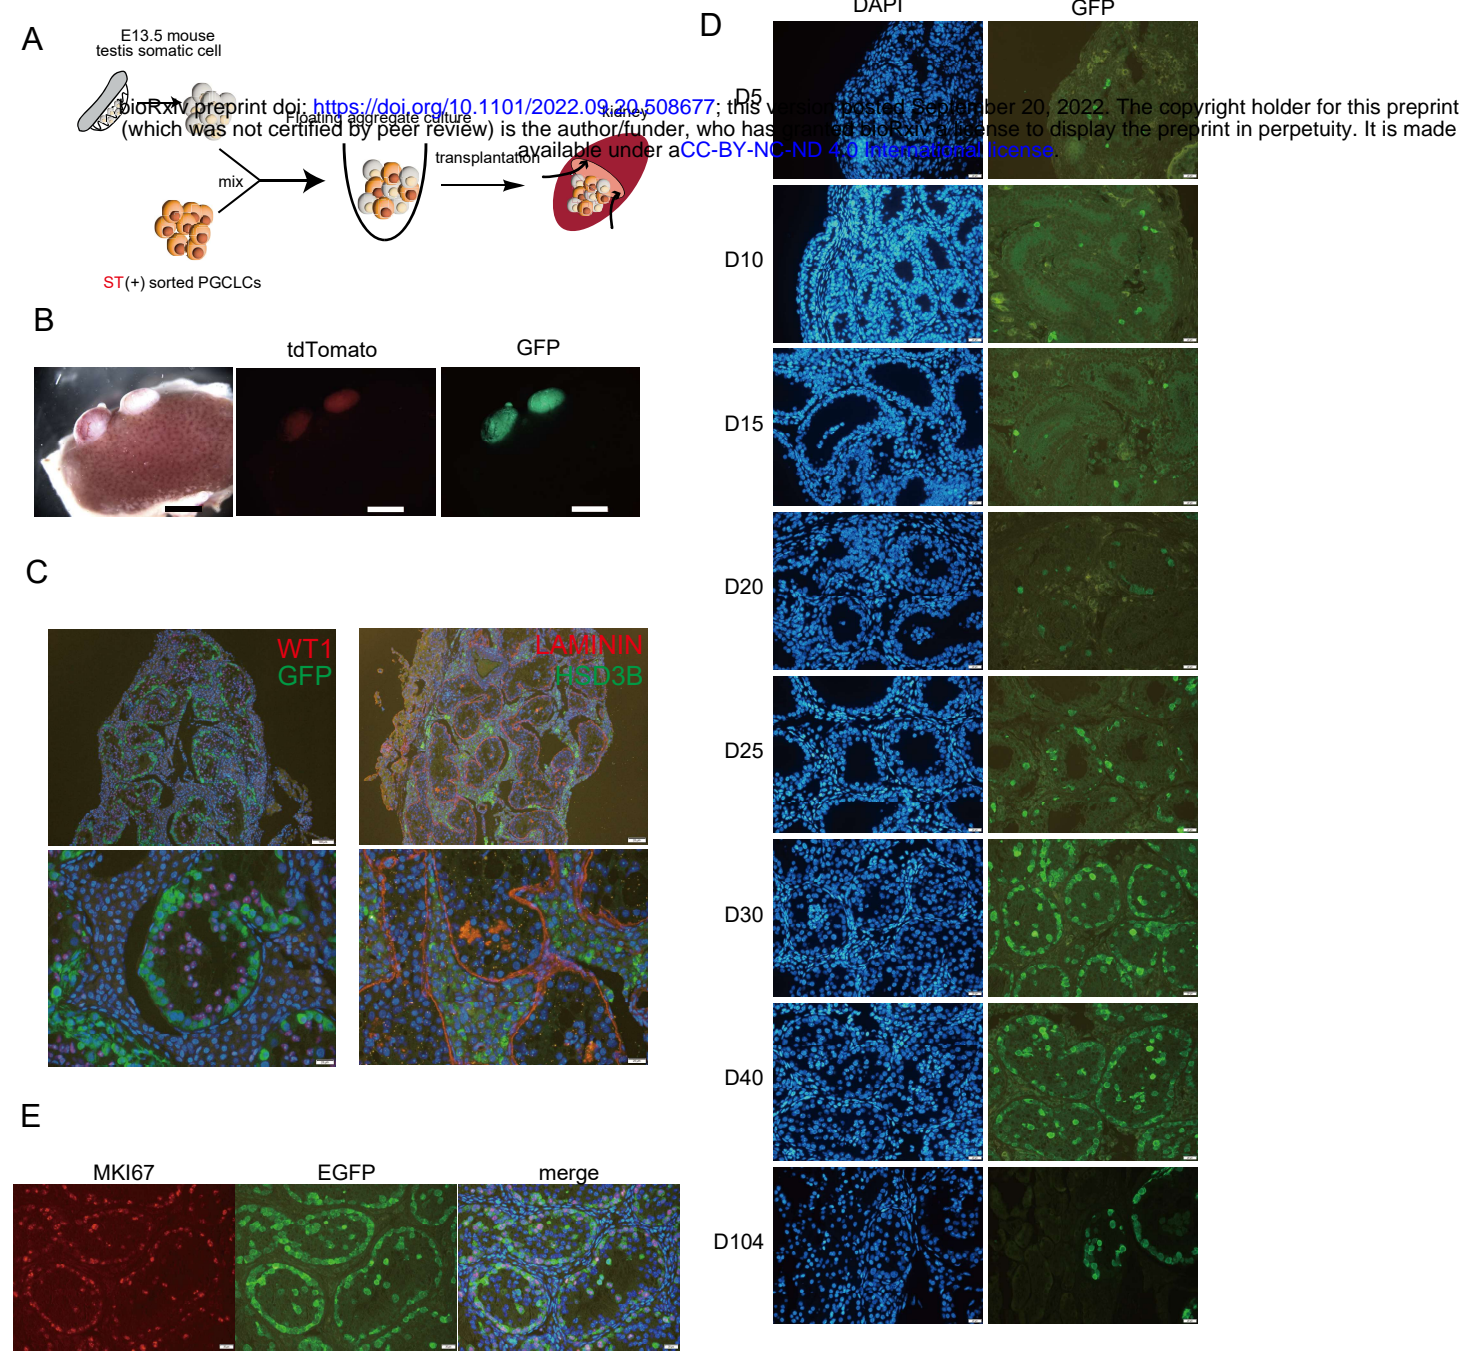 A
E13.5 mouse
testis somatic cell
bioRxiv preprint doi: https://doi.org/10.1101/2022.09.20.508677; this version posted September 20, 2022. The copyright holder for this preprint
(which was not certified by peer review) is the author/funder, who has granted bioRxiv a license to display the preprint in perpetuity. It is made
available under aCC-BY-NC-ND 4.0 International license.
Floating aggregate culture
kidney
transplantation
mix
ST(+) sorted PGCLCs
B
tdTomato
GFP
C
WT1
GFP
LAMININ
HSD3B
D
DAPI
GFP
D5
D10
D15
D20
D25
D30
D40
D104
E
MKI67
EGFP
merge